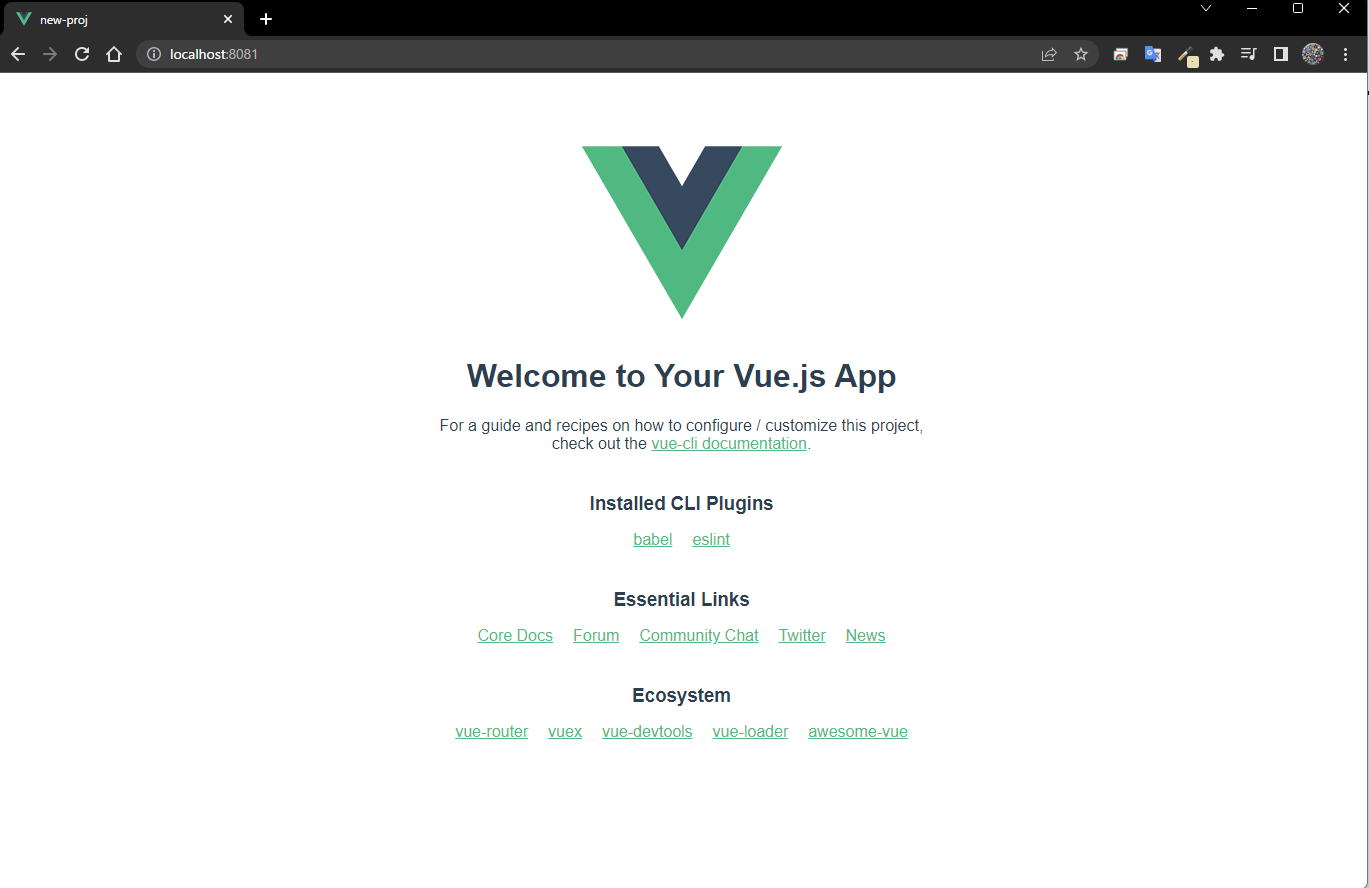 new-proj
localhost:8081
Welcome to Your Vue.js App
For a guide and recipes on how to configure / customize this project,
check out the vue-cli documentation.
Installed CLI Plugins
babel eslint
Essential Links
Core Docs Forum Community Chat Twitter News
Ecosystem
vue-router vuex vue-devtools vue-loader awesome-vue